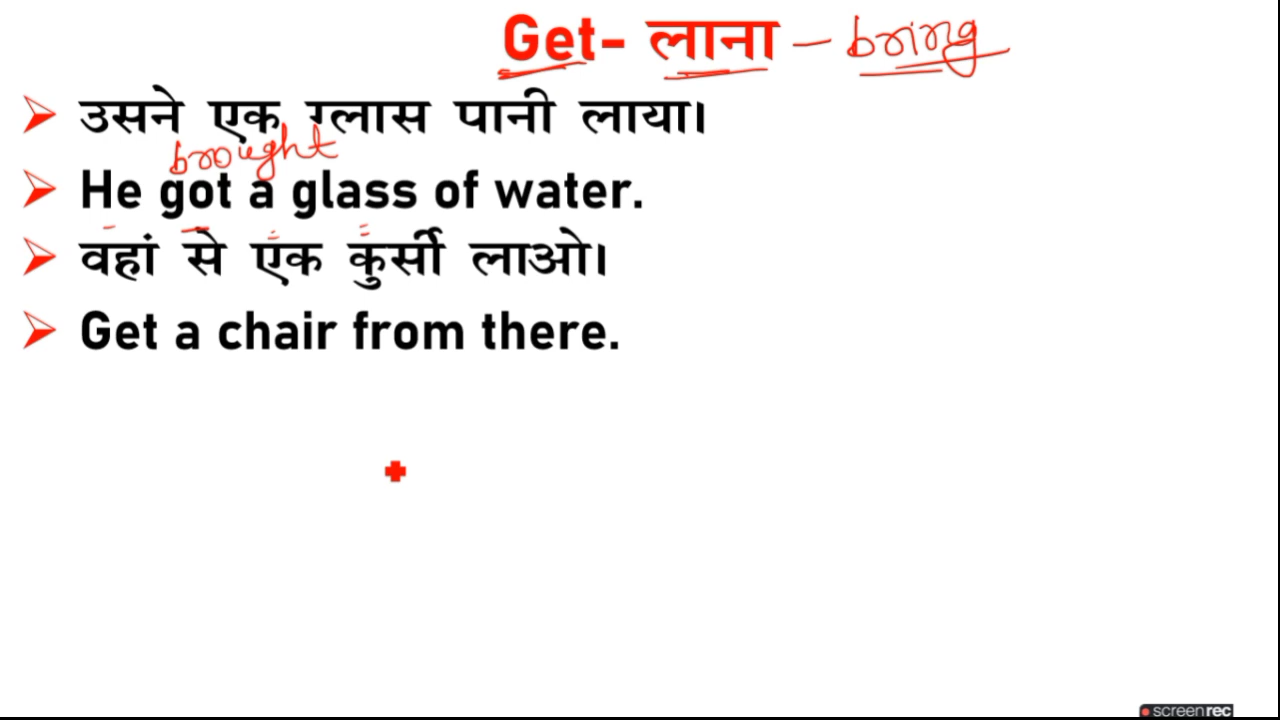 Get- लाना – bring
➢ उसने एक ग्लास पानी लाया।
brought
➢ He got a glass of water.
➢ वहां से एक कुर्सी लाओ।
➢ Get a chair from there.
screenrec